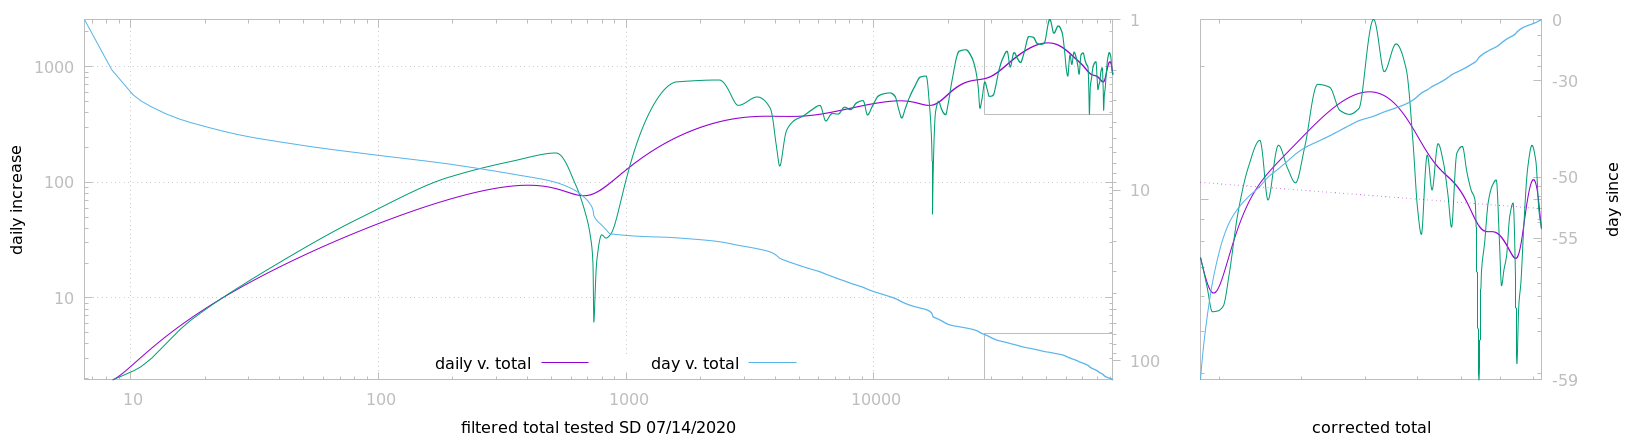 1000
100
10
daily increase
10
100
1000
10000
filtered total tested SD 07/14/2020
daily v. total
day v. total
1
10
100
0
-30
-50
-55
-59
day since
corrected total